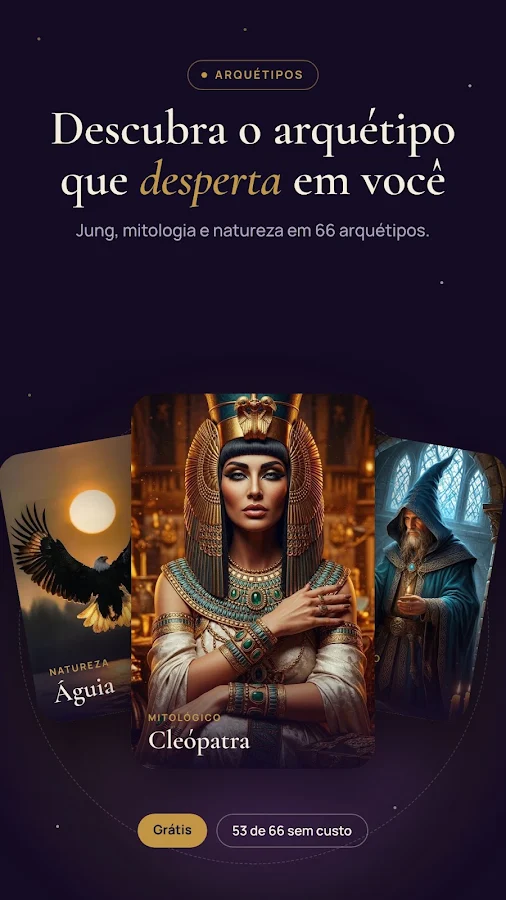 ARQUÉTIPOS
Descubra o arquétipo
que desperta em você
Jung, mitologia e natureza em 66 arquétipos.
NATUREZA
Águia
MITOLÓGICO
Cleópatra
Grátis
53 de 66 sem custo